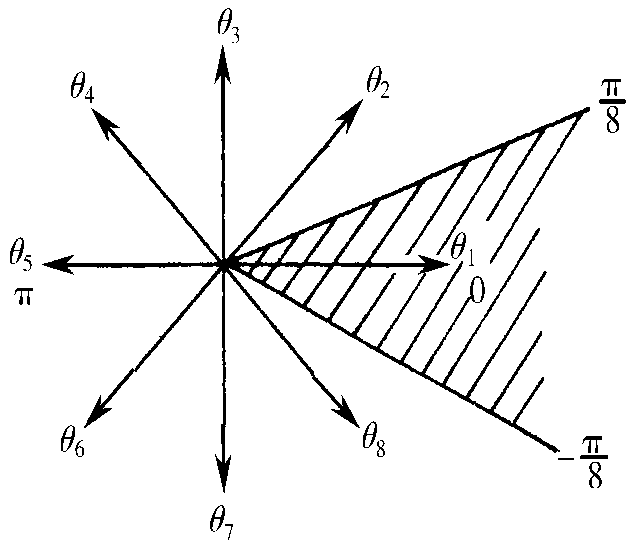 θ₃
θ₄ θ₂
π/8
θ₅ θ₁
π 0
θ₆ θ₈ -π/8
θ₇